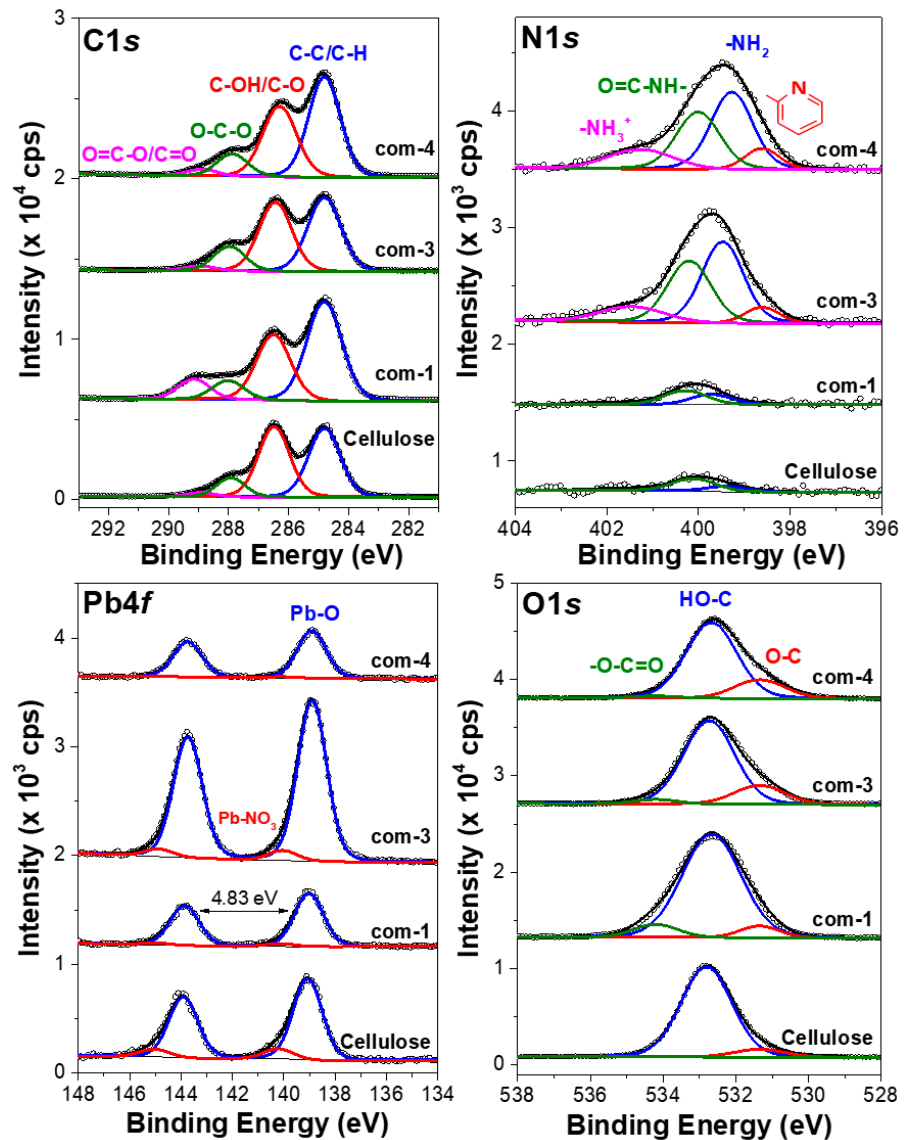 C1s
C-C/C-H
C-OH/C-O
O-C-O
O=C-O/C=O
com-4
com-3
com-1
Cellulose
3
2
1
0
Intensity (x 10⁴ cps)
292 290 288 286 284 282
Binding Energy (eV)
N1s
-NH₂
O=C-NH-
N
-NH₃⁺
com-4
com-3
com-1
Cellulose
4
3
2
1
Intensity (x 10³ cps)
404 402 400 398 396
Binding Energy (eV)
Pb4f
Pb-O
com-4
Pb-NO₃
com-3
4.83 eV
com-1
Cellulose
4
3
2
1
0
Intensity (x 10³ cps)
148 146 144 142 140 138 136 134
Binding Energy (eV)
O1s
HO-C
-O-C=O
O-C
com-4
com-3
com-1
Cellulose
5
4
3
2
1
0
Intensity (x 10⁴ cps)
538 536 534 532 530 528
Binding Energy (eV)